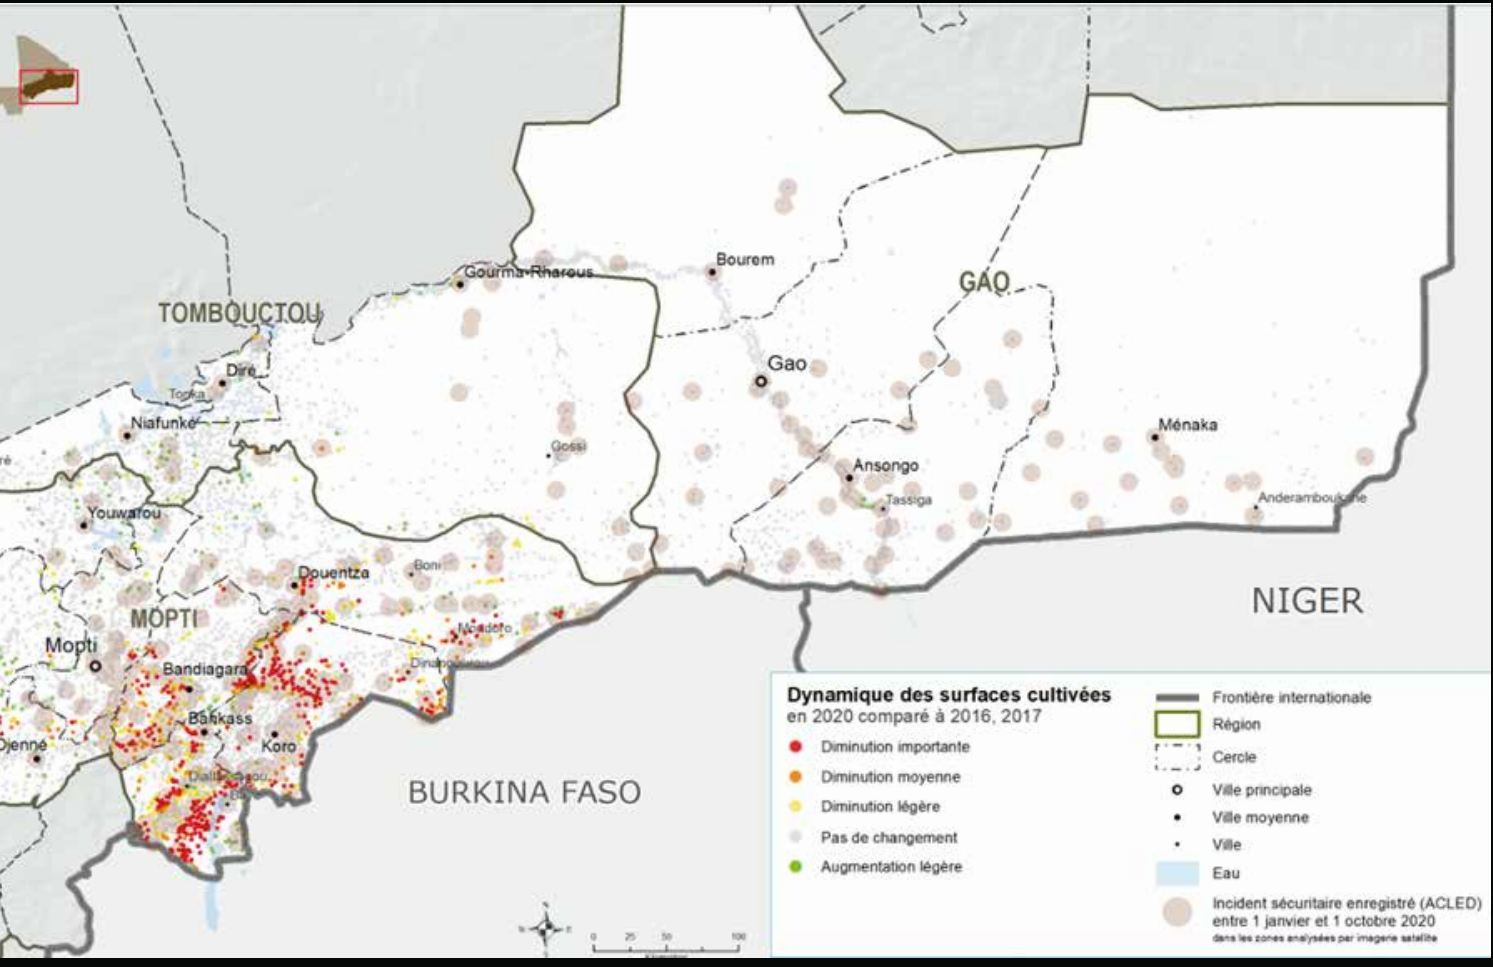 Bourem
Gourma-Rharous
GAO
TOMBOUCTOU
Gao
Diré
Tonka
Niafunké
Ménaka
Gossi
ré
Ansongo
Anderamboukane
Tassiga
Youwarou
Boni
Douentza
NIGER
MOPTI
Mondoro
Mopti
Bandiagara
Bankass
Koro
Djenné
BURKINA FASO
Dynamique des surfaces cultivées
en 2020 comparé à 2016, 2017
Diminution importante
Diminution moyenne
Diminution légère
Pas de changement
Augmentation légère
Frontière internationale
Région
Cercle
Ville principale
Ville moyenne
Ville
Eau
Incident sécuritaire enregistré (ACLED)
entre 1 janvier et 1 octobre 2020
dans les zones analysées par imagerie satellite
0 25 50 100